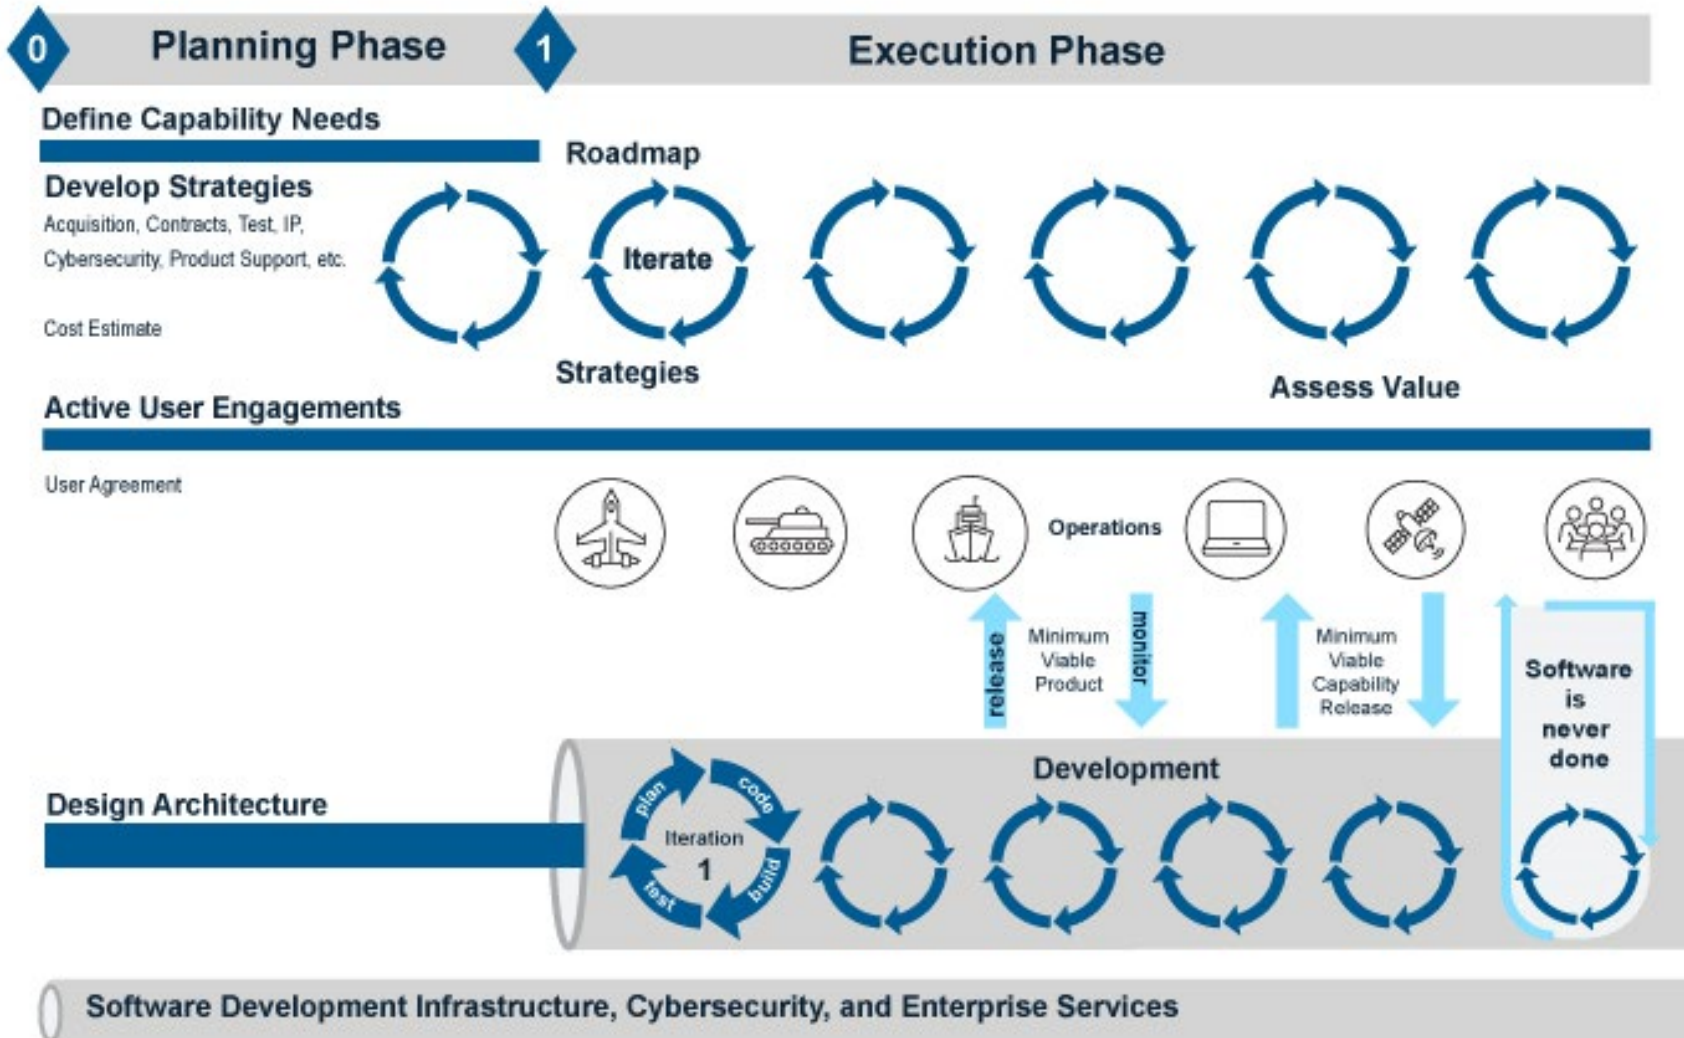 0
Planning Phase
1
Execution Phase
Define Capability Needs
Roadmap
Develop Strategies
Acquisition, Contracts, Test, IP,
Cybersecurity, Product Support, etc.
Iterate
Cost Estimate
Strategies
Assess Value
Active User Engagements
User Agreement
Operations
release
Minimum
Viable
Product
monitor
Minimum
Viable
Capability
Release
Software
is
never
done
Development
Design Architecture
plan
code
build
test
Iteration
1
Software Development Infrastructure, Cybersecurity, and Enterprise Services